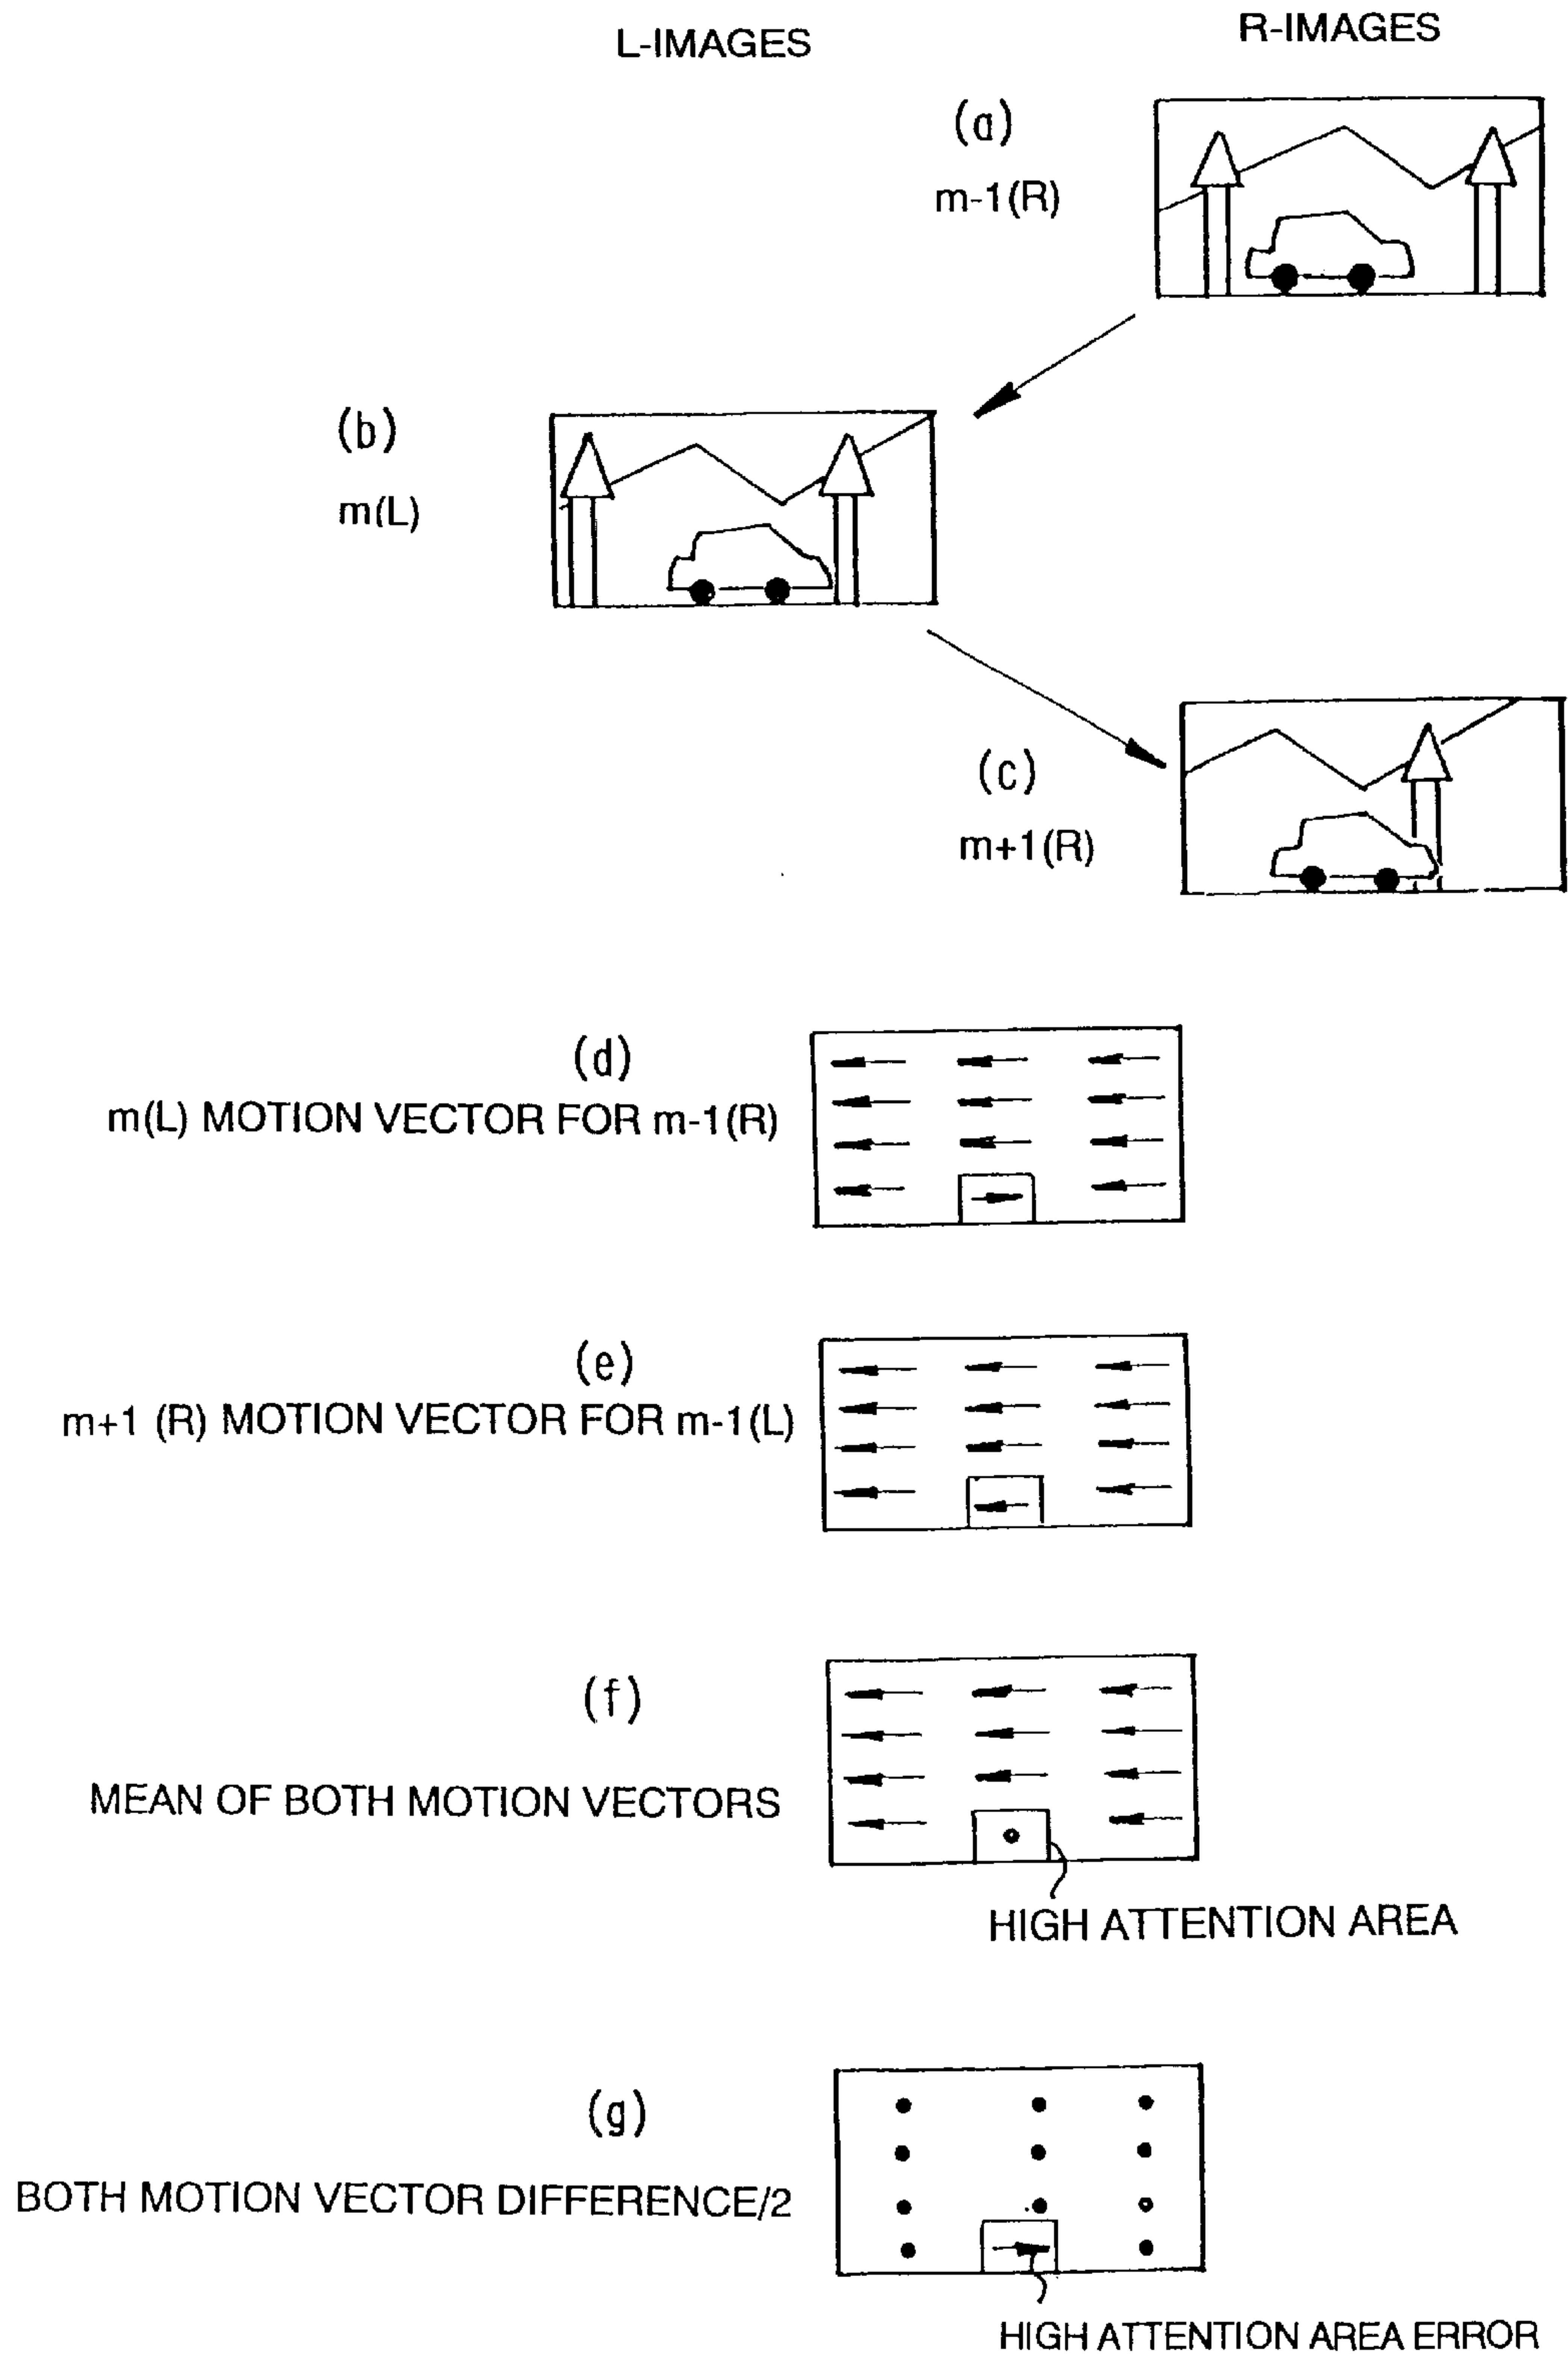 L-IMAGES
R-IMAGES
(a)
m-1(R)
(b)
m(L)
(c)
m+1(R)
(d)
m(L) MOTION VECTOR FOR m-1(R)
(e)
m+1 (R) MOTION VECTOR FOR m-1(L)
(f)
MEAN OF BOTH MOTION VECTORS
HIGH ATTENTION AREA
(g)
BOTH MOTION VECTOR DIFFERENCE/2
HIGH ATTENTION AREA ERROR